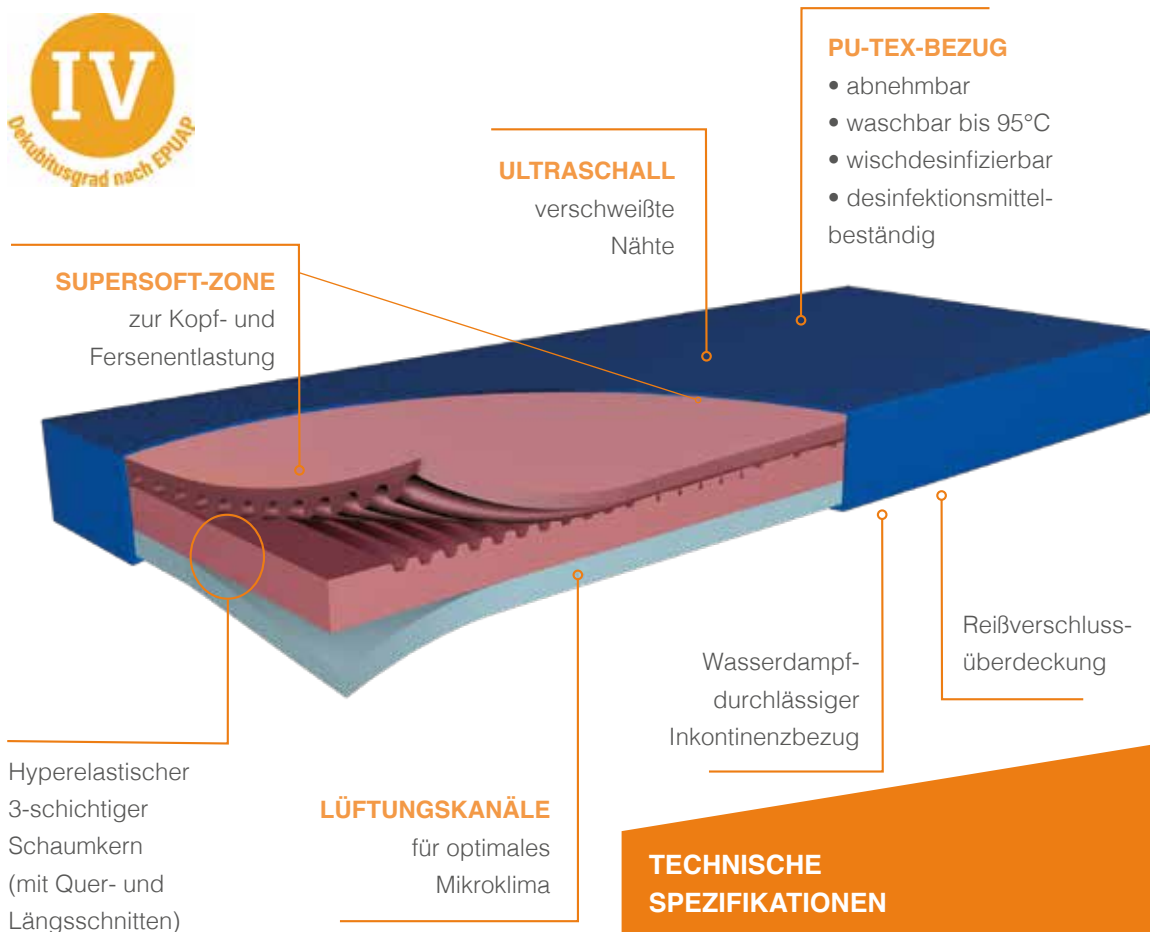 IV
Dekubitusgrad nach EPUAP
PU-TEX-BEZUG
• abnehmbar
• waschbar bis 95°C
• wischdesinfizierbar
• desinfektionsmittel-
beständig
ULTRASCHALL
verschweißte
Nähte
SUPERSOFT-ZONE
zur Kopf- und
Fersenentlastung
Reißverschluss-
überdeckung
Wasserdampf-
durchlässiger
Inkontinenzbezug
Hyperelastischer
3-schichtiger
Schaumkern
(mit Quer- und
Längsschnitten)
LÜFTUNGSKANÄLE
für optimales
Mikroklima
TECHNISCHE
SPEZIFIKATIONEN